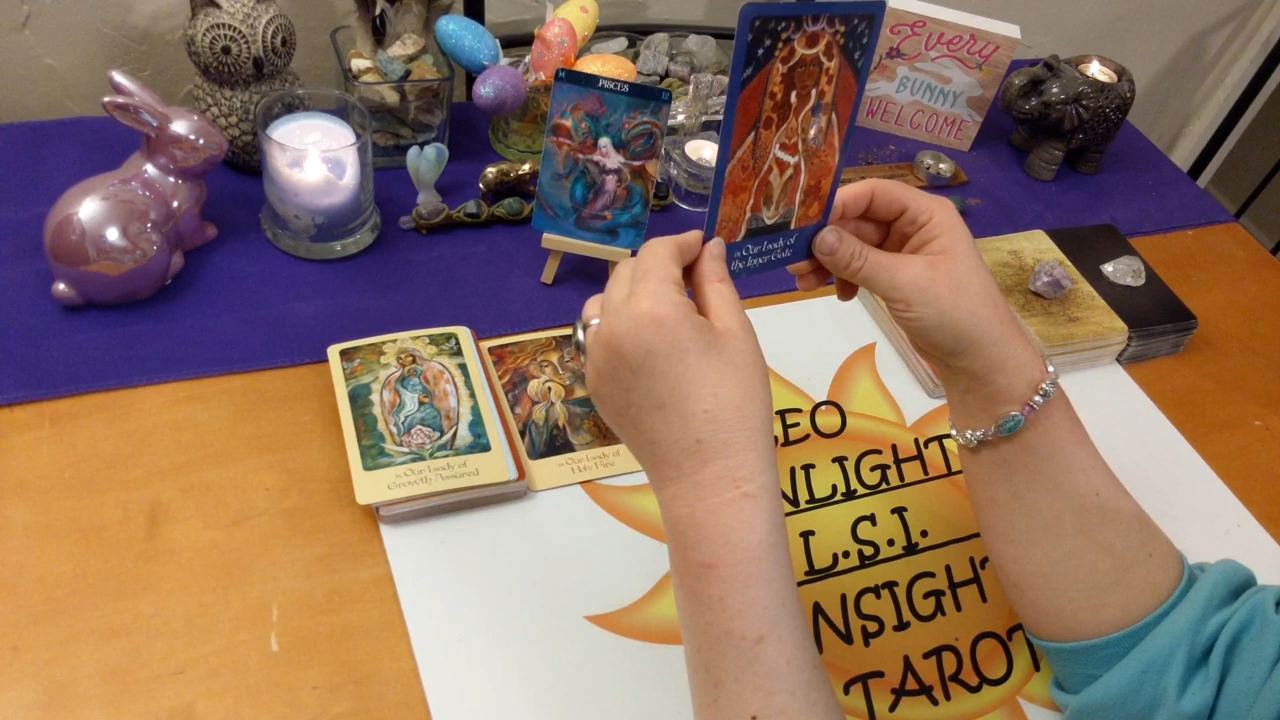 PISCES
Every
BUNNY
WELCOME
Our Lady of
the Inner Gate
Our Lady of
Growth Assured
Our Lady of
Holy Fire
EO
NLIGHT
L.S.I.
NSIGHT
TAROT